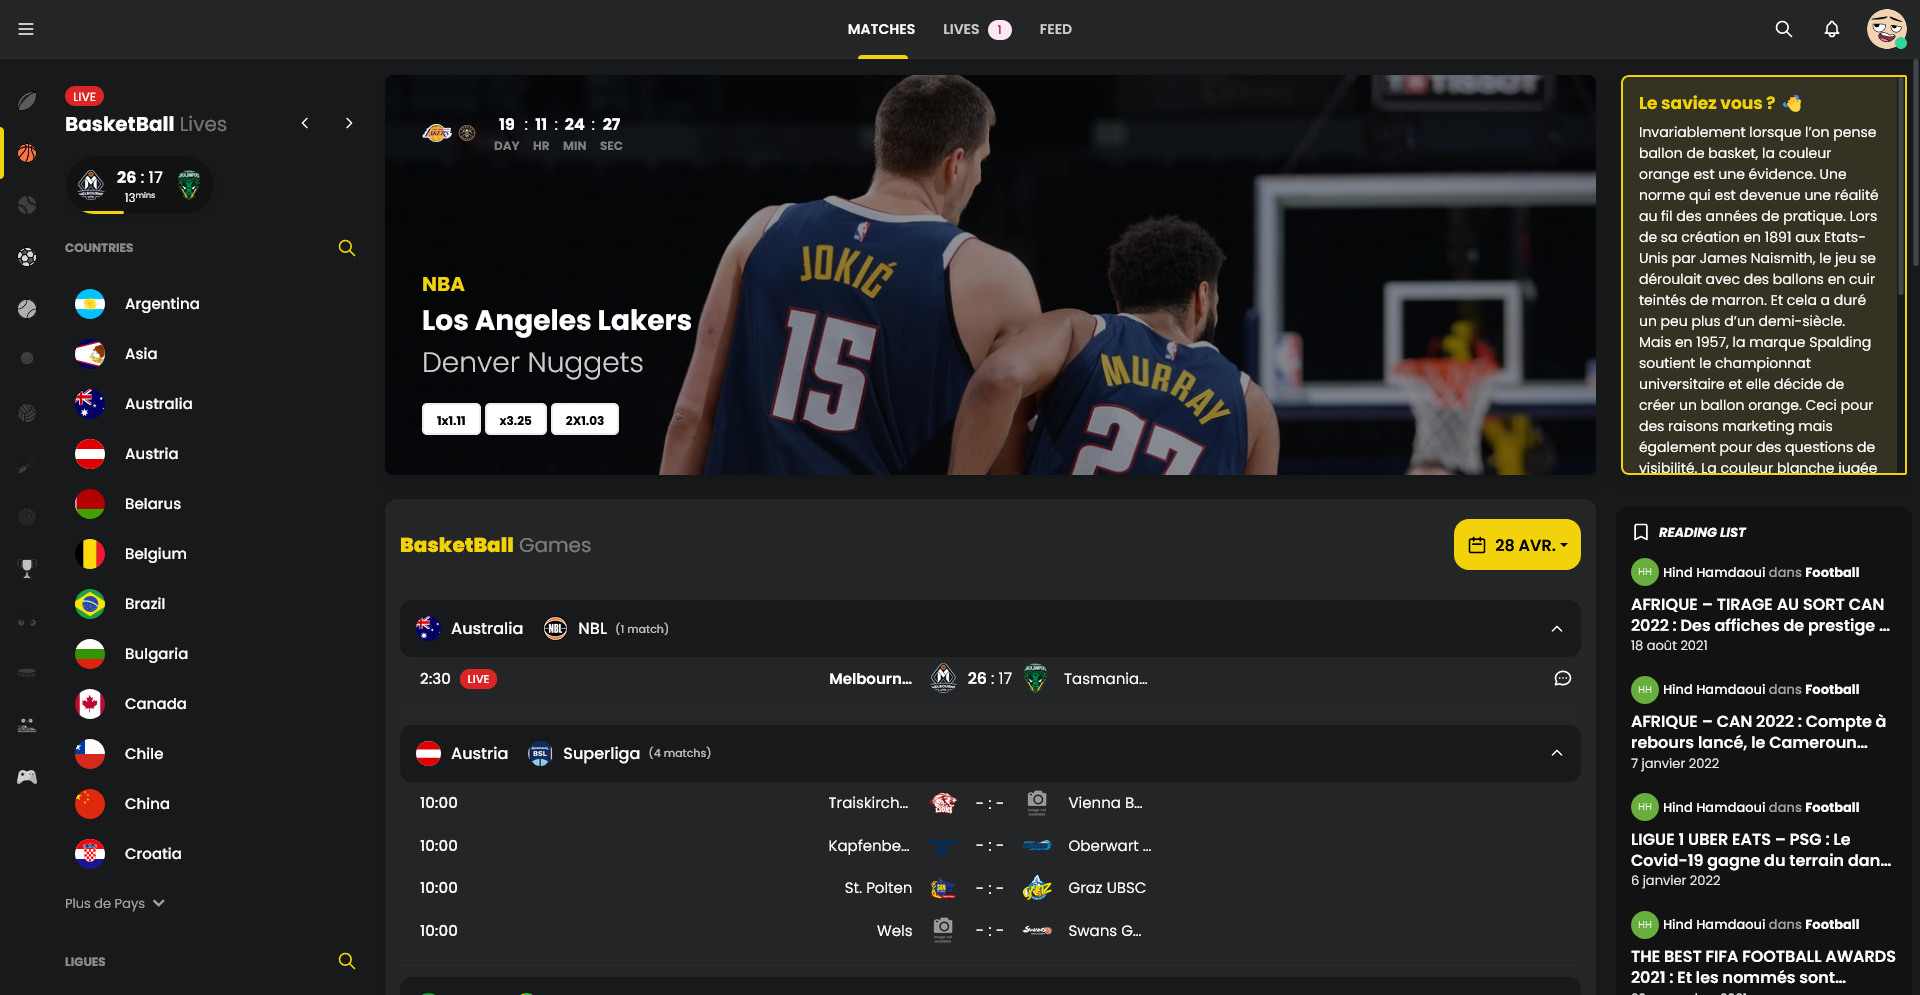 MATCHES
LIVES 1
FEED
LIVE
BasketBall Lives
26 : 17
13mins
COUNTRIES
Argentina
Asia
Australia
Austria
Belarus
Belgium
Brazil
Bulgaria
Canada
Chile
China
Croatia
Plus de Pays
LIGUES
19 : 11 : 24 : 27
DAY HR MIN SEC
TISSOT
JOKIĆ
15
MURRAY
27
NBA
Los Angeles Lakers
Denver Nuggets
1x1.11
x3.25
2X1.03
BasketBall Games
28 AVR.
Australia NBL NBL (1 match)
2:30 LIVE Melbourn... 26 : 17 Tasmania...
Austria BSL Superliga (4 matchs)
10:00 Traiskirch... - : - Vienna B...
10:00 Kapfenbe... - : - Oberwart ...
10:00 St. Polten - : - Graz UBSC
10:00 Wels - : - Swans G...
Le saviez vous ? 👋
Invariablement lorsque l’on pense
ballon de basket, la couleur
orange est une évidence. Une
norme qui est devenue une réalité
au fil des années de pratique. Lors
de sa création en 1891 aux Etats-
Unis par James Naismith, le jeu se
déroulait avec des ballons en cuir
teintés de marron. Et cela a duré
un peu plus d’un demi-siècle.
Mais en 1957, la marque Spalding
soutient le championnat
universitaire et elle décide de
créer un ballon orange. Ceci pour
des raisons marketing mais
également pour des questions de
visibilité. La couleur blanche jugée
READING LIST
HH Hind Hamdaoui dans Football
AFRIQUE – TIRAGE AU SORT CAN
2022 : Des affiches de prestige ...
18 août 2021
HH Hind Hamdaoui dans Football
AFRIQUE – CAN 2022 : Compte à
rebours lancé, le Cameroun...
7 janvier 2022
HH Hind Hamdaoui dans Football
LIGUE 1 UBER EATS – PSG : Le
Covid-19 gagne du terrain dan...
6 janvier 2022
HH Hind Hamdaoui dans Football
THE BEST FIFA FOOTBALL AWARDS
2021 : Et les nommés sont...